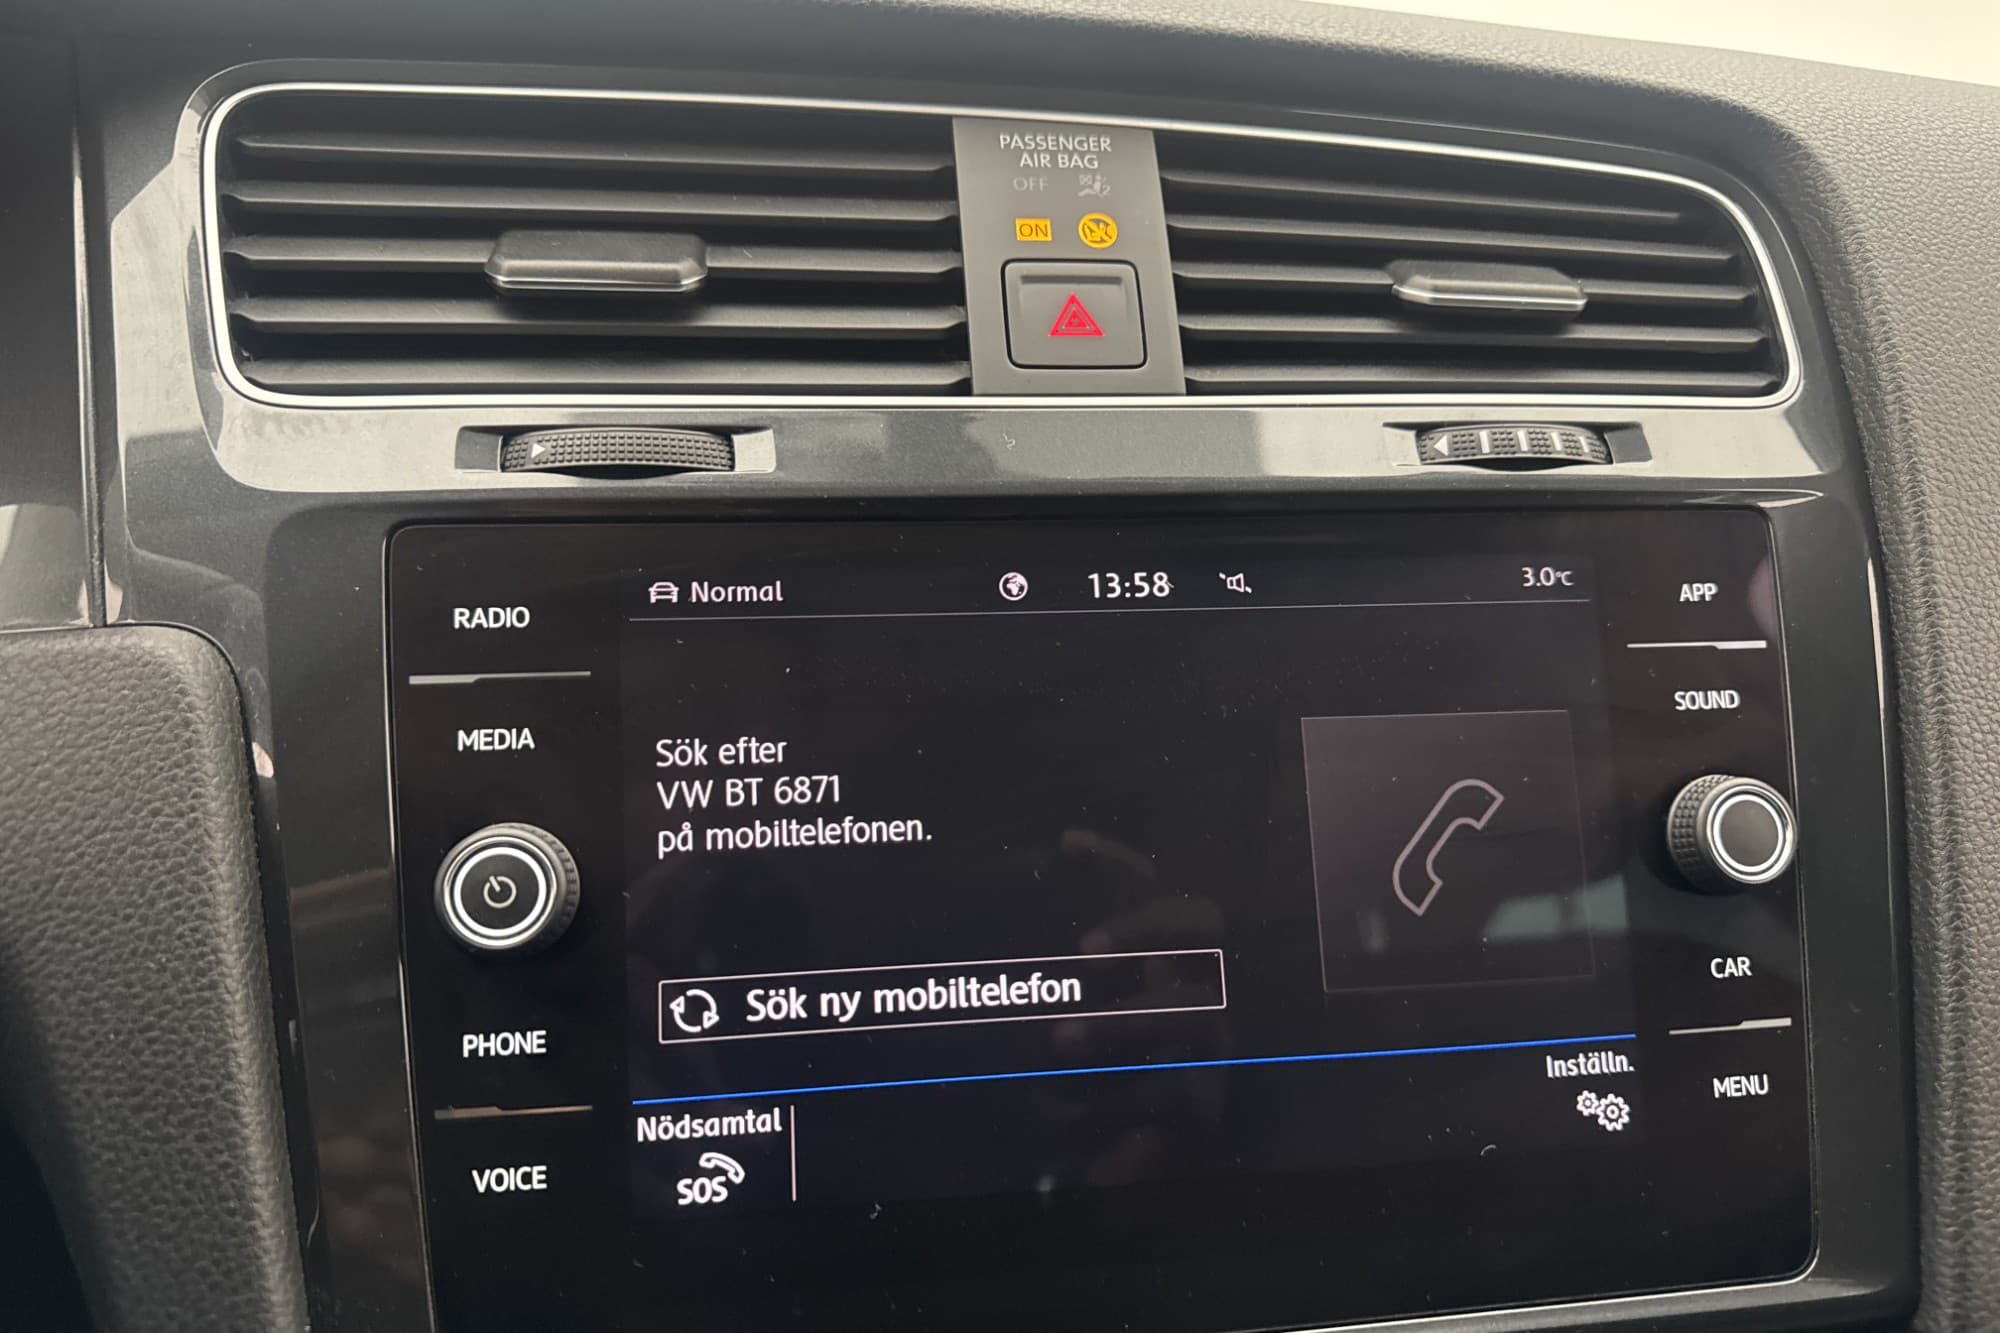 PASSENGER
AIR BAG
OFF
ON
RADIO
MEDIA
PHONE
VOICE
Normal
13:58
3.0°C
Sök efter
VW BT 6871
på mobiltelefonen.
Sök ny mobiltelefon
Nödsamtal
SOS
Inställn.
APP
SOUND
CAR
MENU